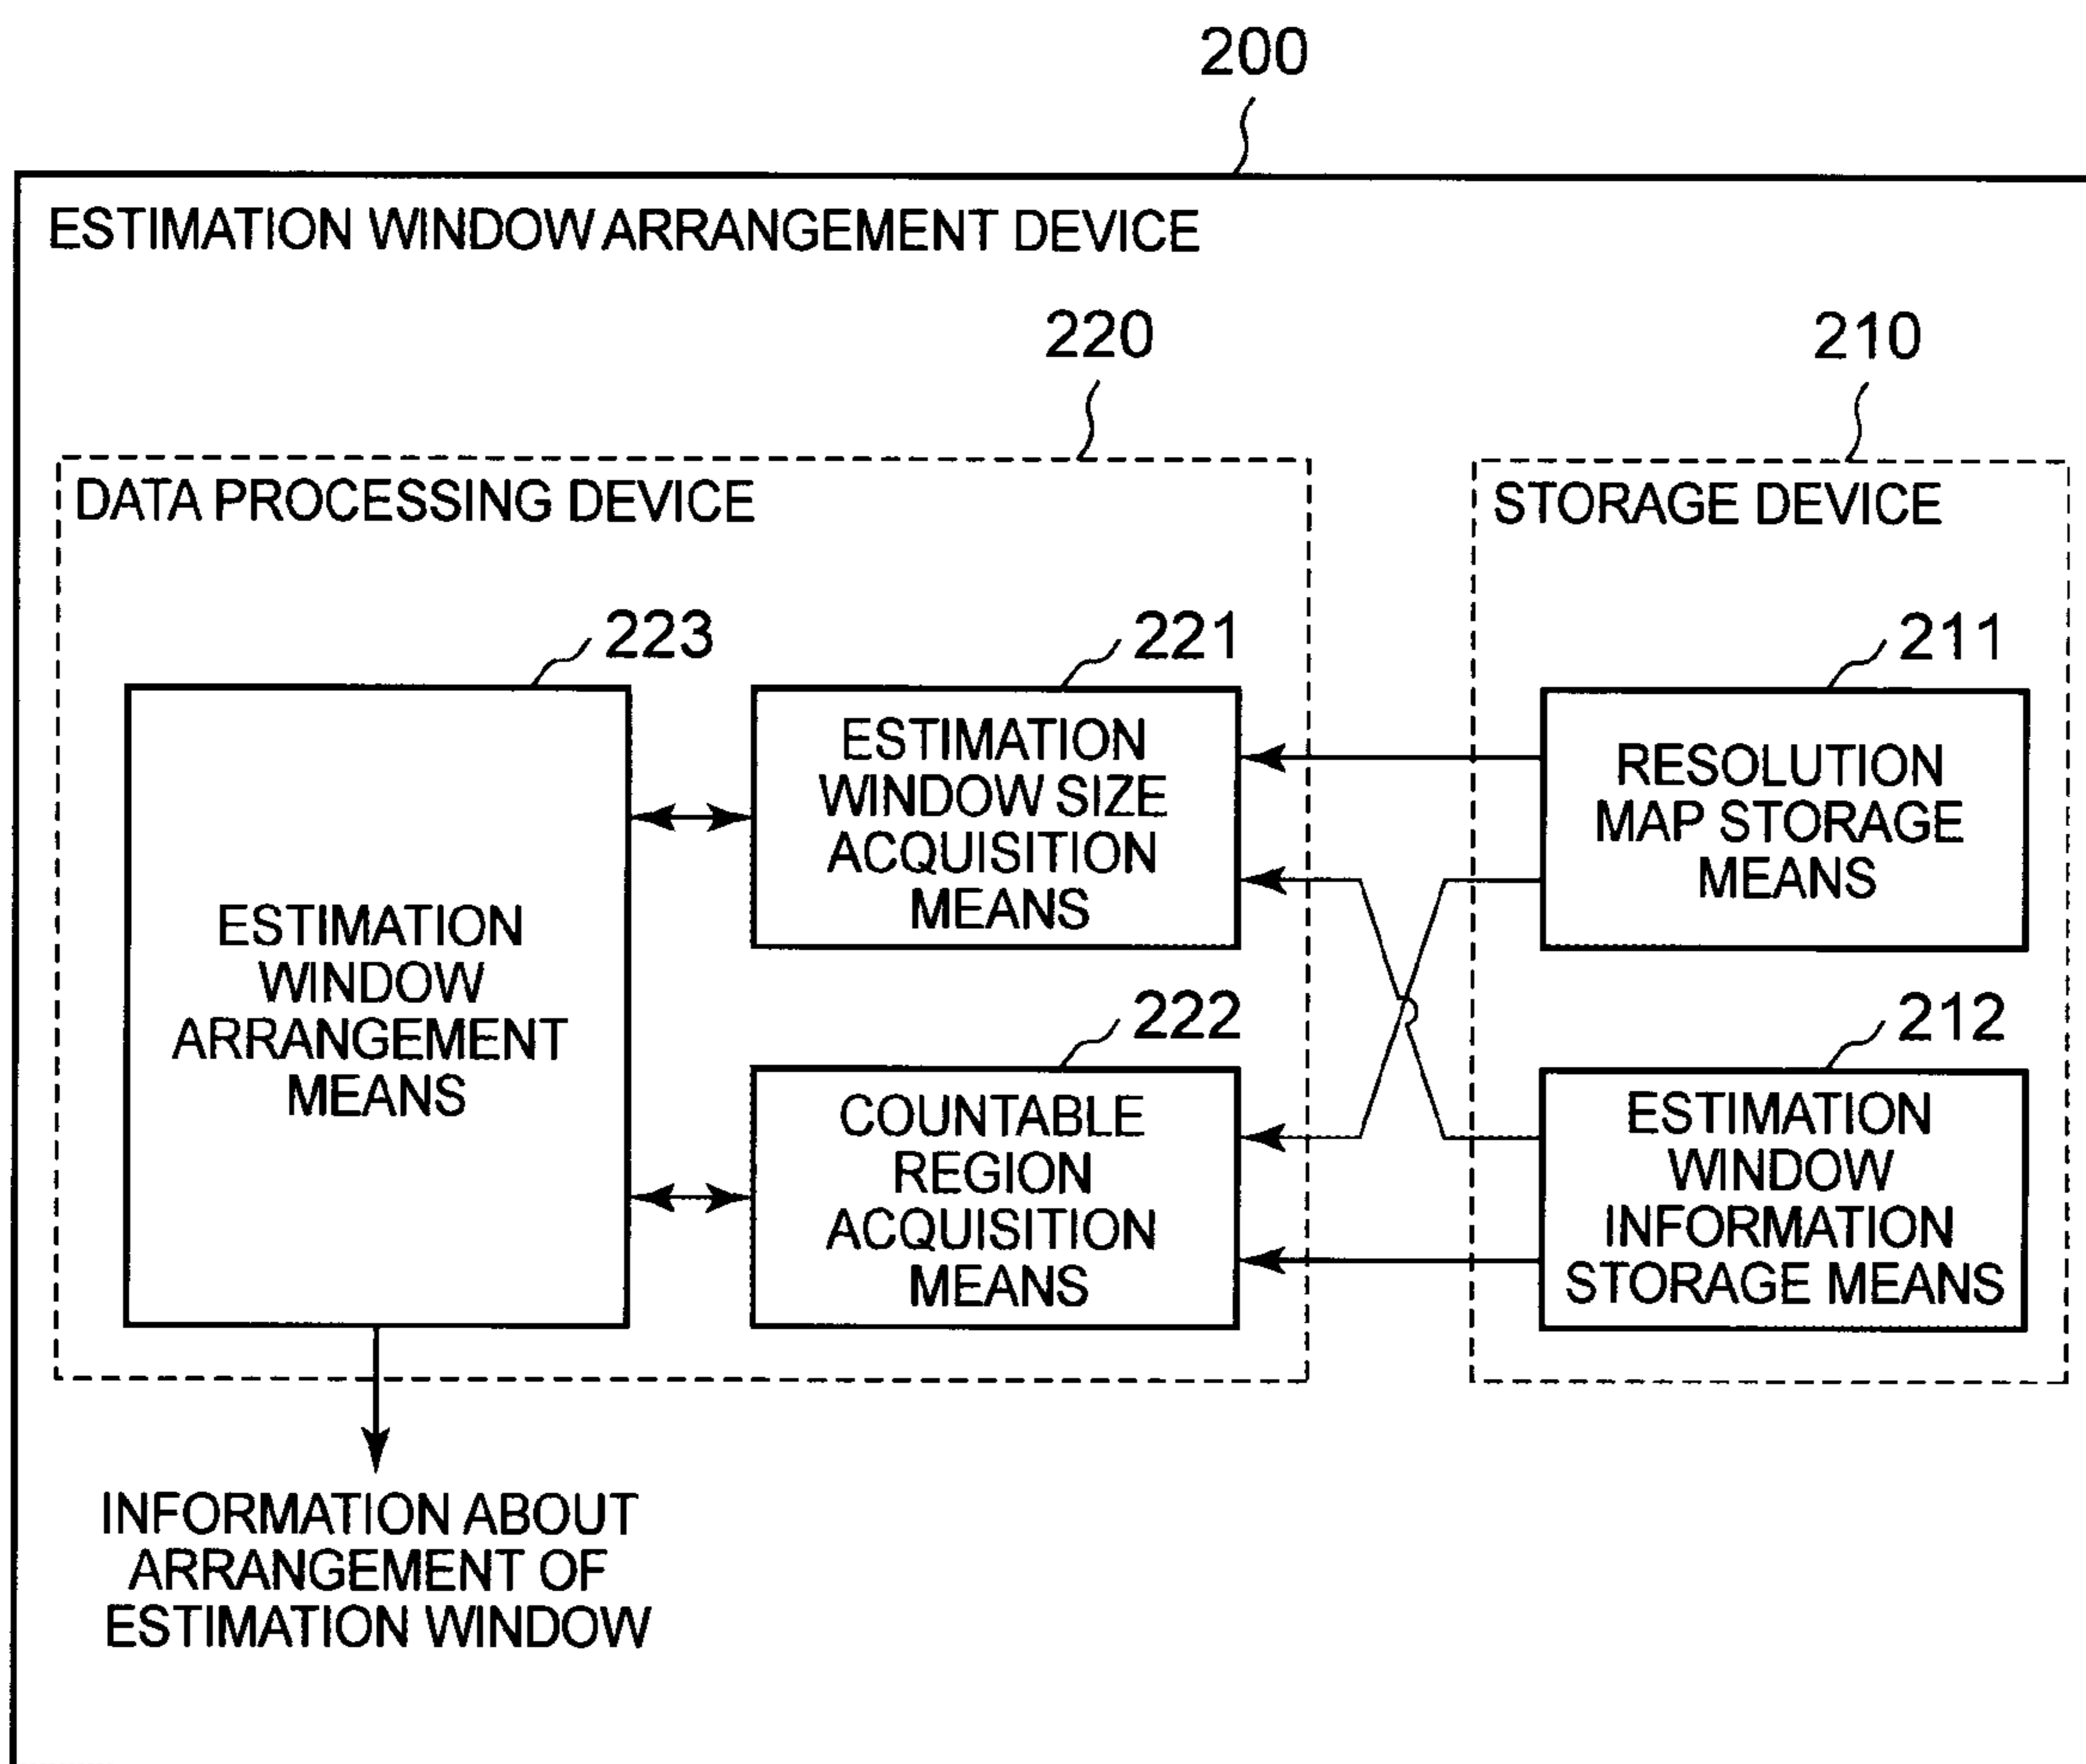 200
ESTIMATION WINDOW ARRANGEMENT DEVICE
220
210
DATA PROCESSING DEVICE
STORAGE DEVICE
223
221
211
ESTIMATION
WINDOW
ARRANGEMENT
MEANS
ESTIMATION
WINDOW SIZE
ACQUISITION
MEANS
RESOLUTION
MAP STORAGE
MEANS
222
212
COUNTABLE
REGION
ACQUISITION
MEANS
ESTIMATION
WINDOW
INFORMATION
STORAGE MEANS
INFORMATION ABOUT
ARRANGEMENT OF
ESTIMATION WINDOW